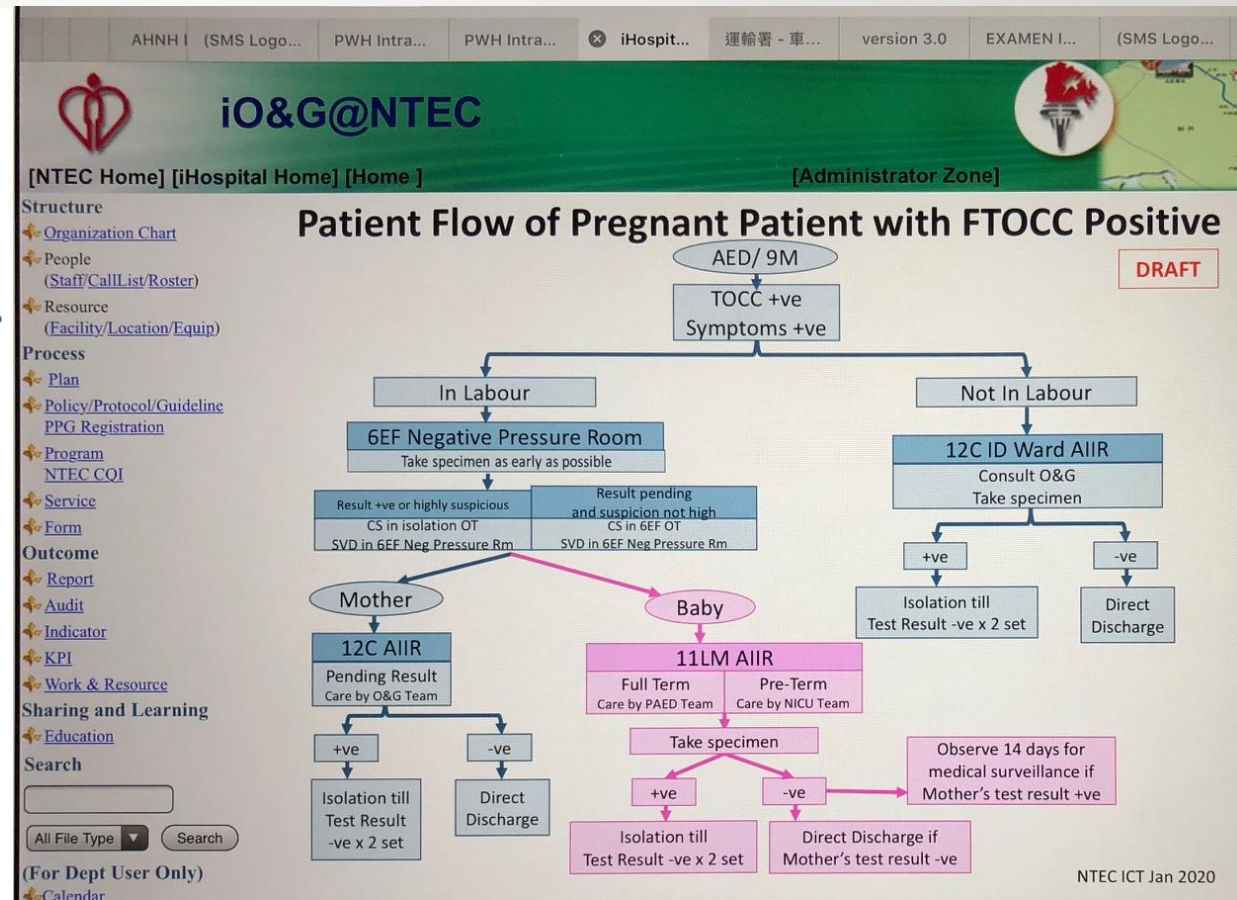 AHNH I
(SMS Logo...
PWH Intra...
PWH Intra...
iHospit...
運輸署 - 車...
version 3.0
EXAMEN I...
(SMS Logo...
iO&G@NTEC
[NTEC Home] [iHospital Home] [Home ]
[Administrator Zone]
Structure
Organization Chart
People
(Staff/CallList/Roster)
Resource
(Facility/Location/Equip)
Process
Plan
Policy/Protocol/Guideline
PPG Registration
Program
NTEC CQI
Service
Form
Outcome
Report
Audit
Indicator
KPI
Work & Resource
Sharing and Learning
Education
Search
All File Type
Search
(For Dept User Only)
Calendar
Patient Flow of Pregnant Patient with FTOCC Positive
DRAFT
AED/ 9M
TOCC +ve
Symptoms +ve
In Labour
Not In Labour
6EF Negative Pressure Room
Take specimen as early as possible
12C ID Ward AIIR
Consult O&G
Take specimen
Result +ve or highly suspicious
CS in isolation OT
SVD in 6EF Neg Pressure Rm
Result pending
and suspicion not high
CS in 6EF OT
SVD in 6EF Neg Pressure Rm
+ve
-ve
Isolation till
Test Result -ve x 2 set
Direct
Discharge
Mother
Baby
12C AIIR
Pending Result
Care by O&G Team
11LM AIIR
Full Term
Care by PAED Team
Pre-Term
Care by NICU Team
+ve
-ve
Isolation till
Test Result
-ve x 2 set
Direct
Discharge
Take specimen
+ve
-ve
Observe 14 days for
medical surveillance if
Mother's test result +ve
Isolation till
Test Result -ve x 2 set
Direct Discharge if
Mother's test result -ve
NTEC ICT Jan 2020